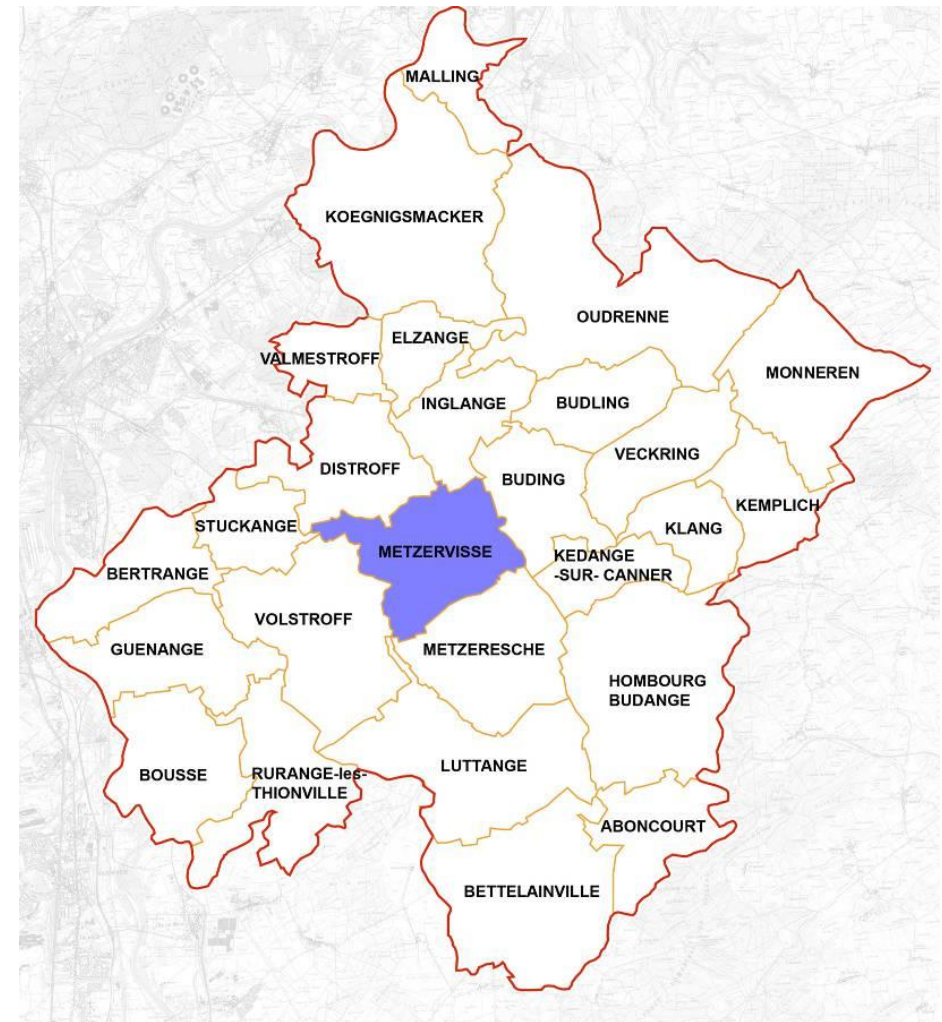 MALLING
KOEGNIGSMACKER
OUDRENNE
ELZANGE
VALMESTROFF
MONNEREN
INGLANGE
BUDLING
VECKRING
DISTROFF
BUDING
KEMPLICH
STUCKANGE
KLANG
METZERVISSE
KEDANGE
-SUR- CANNER
BERTRANGE
VOLSTROFF
GUENANGE
METZERESCHE
HOMBOURG
BUDANGE
LUTTANGE
BOUSSE
RURANGE-les-
THIONVILLE
ABONCOURT
BETTELAINVILLE